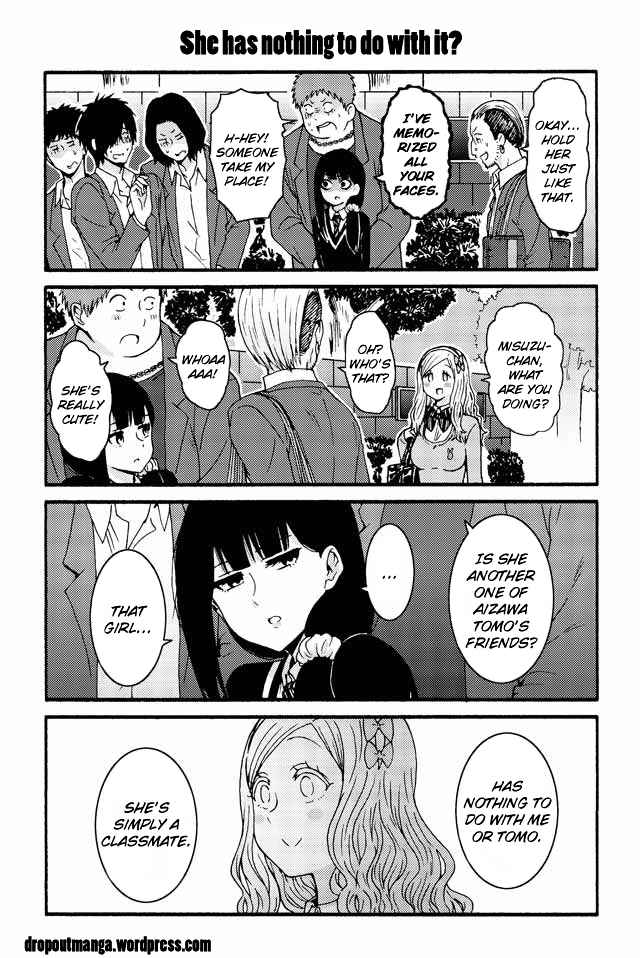 She has nothing to do with it?
OKAY...
HOLD
HER
JUST
LIKE
THAT.
I'VE
MEMO-
RIZED
ALL
YOUR
FACES.
H-HEY!
SOMEONE
TAKE MY
PLACE!
MISUZU-
CHAN,
WHAT
ARE YOU
DOING?
OH?
WHO'S
THAT?
WHOAA
AAA!
SHE'S
REALLY
CUTE!
IS SHE
ANOTHER
ONE OF
AIZAWA
TOMO'S
FRIENDS?
...
THAT
GIRL...
HAS
NOTHING
TO DO
WITH ME
OR TOMO.
SHE'S
SIMPLY A
CLASSMATE.
dropoutmanga.wordpress.com